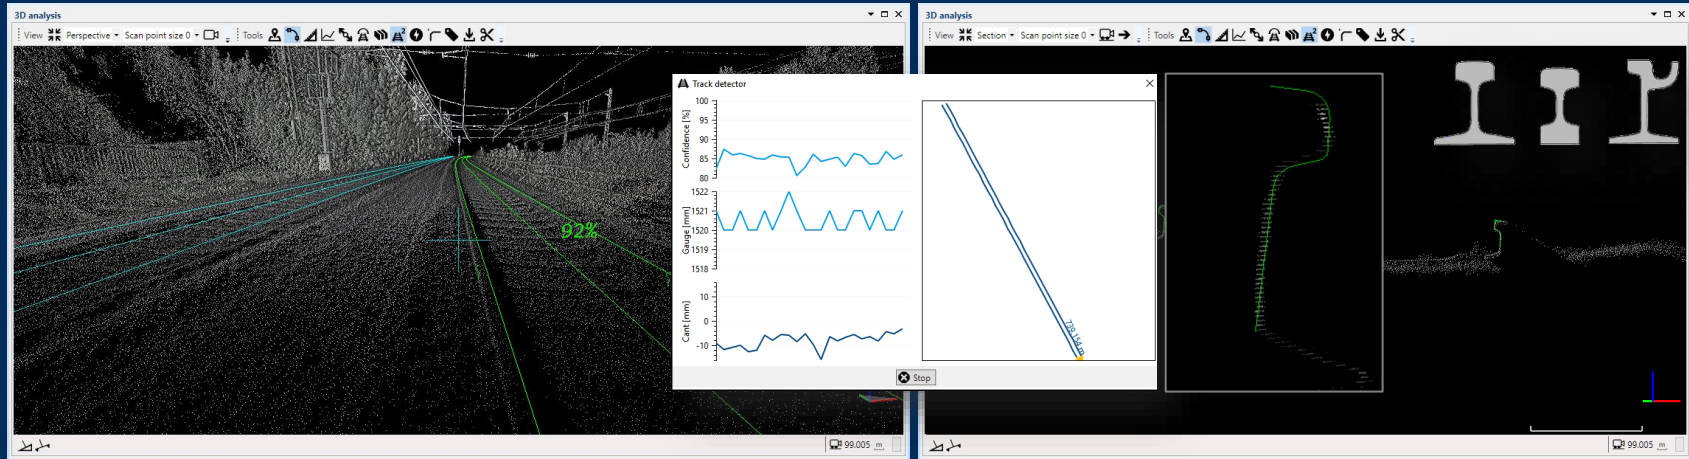 3D analysis
View Perspective Scan point size 0 Tools
92%
99.005 m
Track detector
Confidence [%]
100
95
90
85
80
Gauge [mm]
1522
1521
1520
1519
1518
Cant [mm]
10
0
-10
739.154 m
Stop
3D analysis
View Section Scan point size 0 Tools
99.005 m